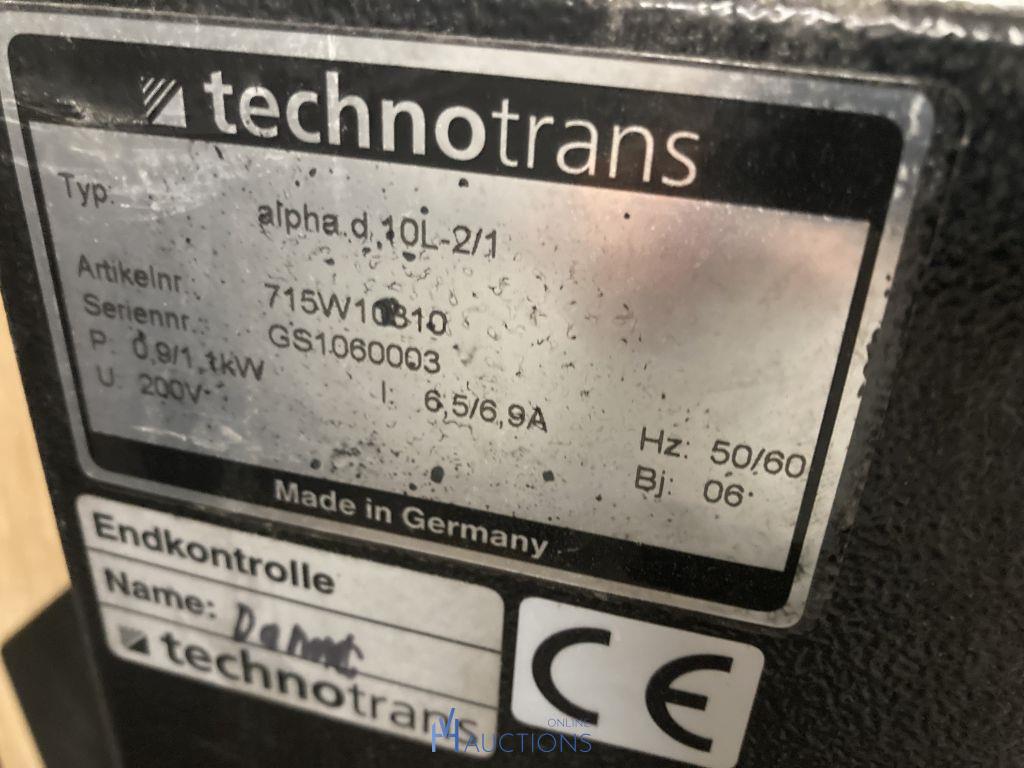 technotrans
Typ: alpha.d.10L-2/1
Artikelnr.: 715W10810
Seriennr.: GS1060003
P: 0,9/1,1kW I: 6,5/6,9A Hz: 50/60
U: 200V Bj: 06
Made in Germany
Endkontrolle
Name:
technotrans
CE
ONLINE
AUCTIONS